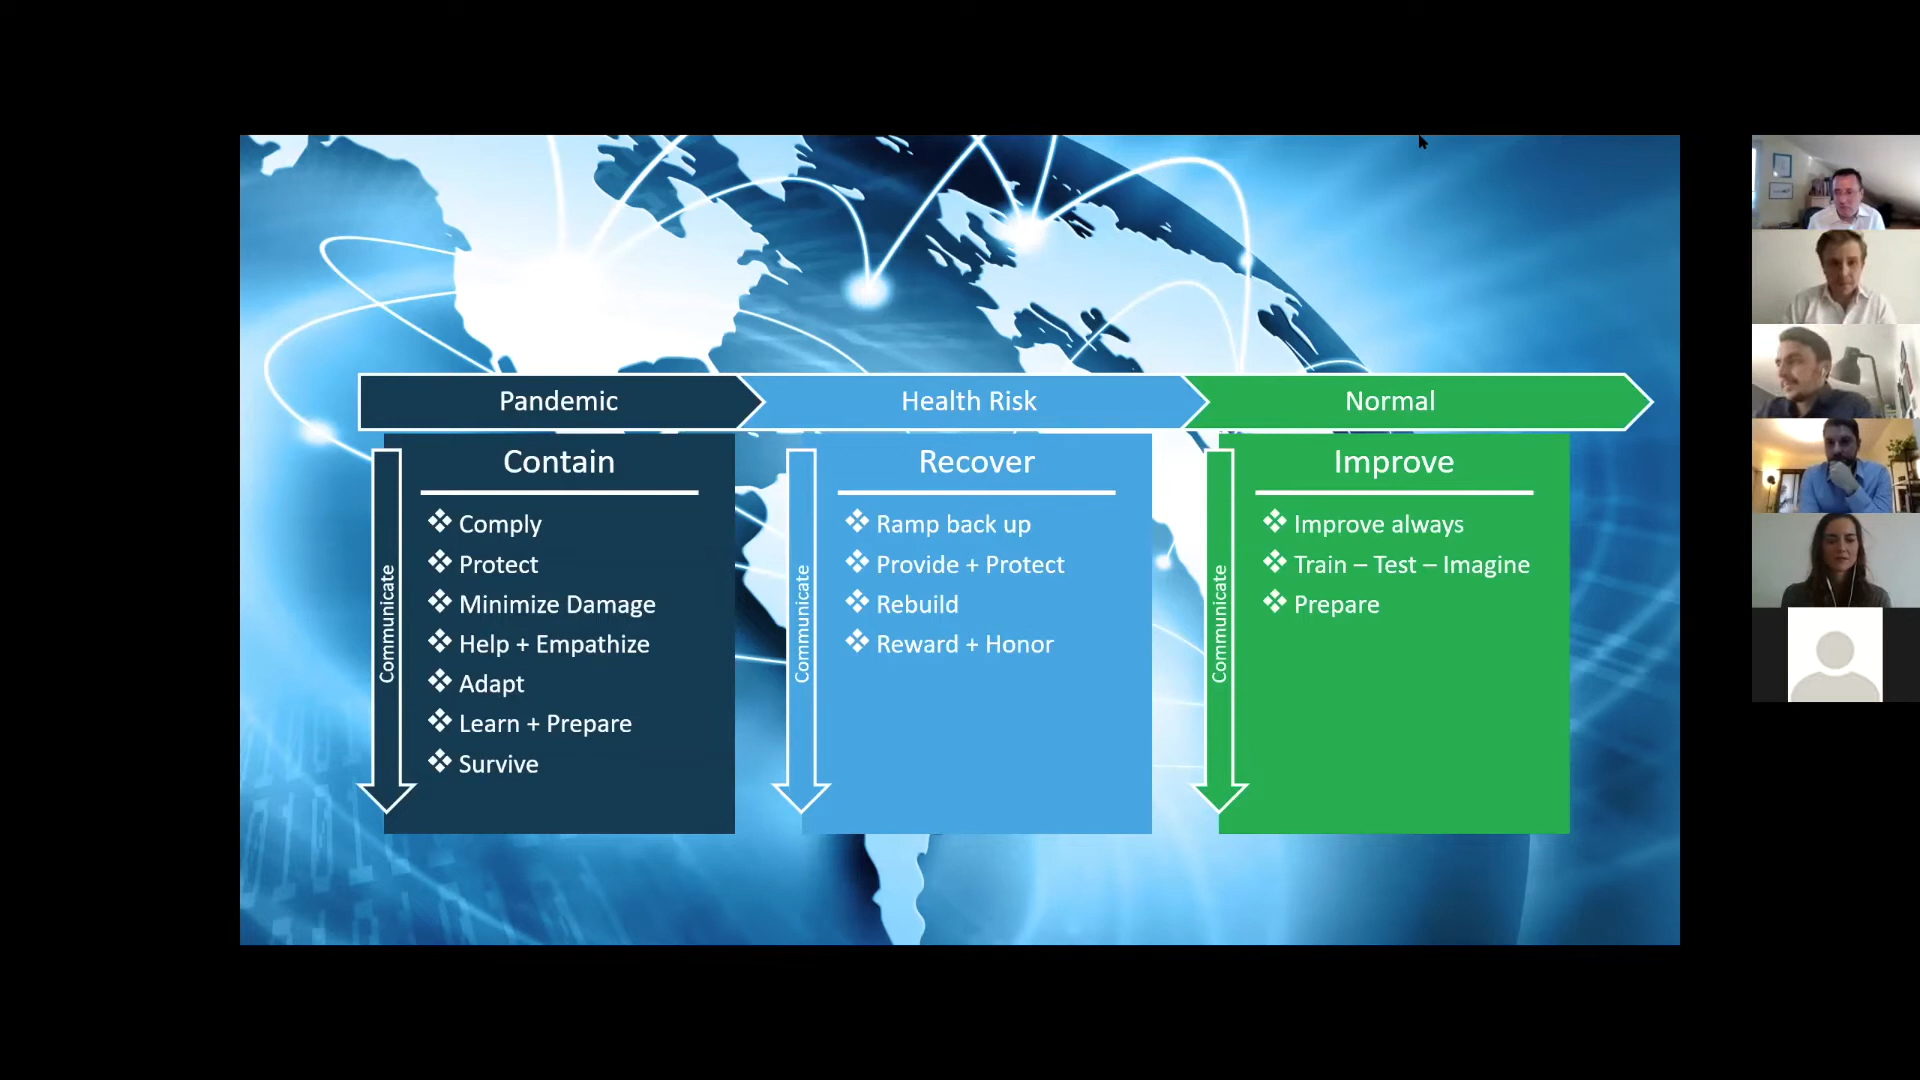 Pandemic
Health Risk
Normal
Contain
Comply
Protect
Minimize Damage
Help + Empathize
Adapt
Learn + Prepare
Survive
Communicate
Recover
Ramp back up
Provide + Protect
Rebuild
Reward + Honor
Communicate
Improve
Improve always
Train – Test – Imagine
Prepare
Communicate